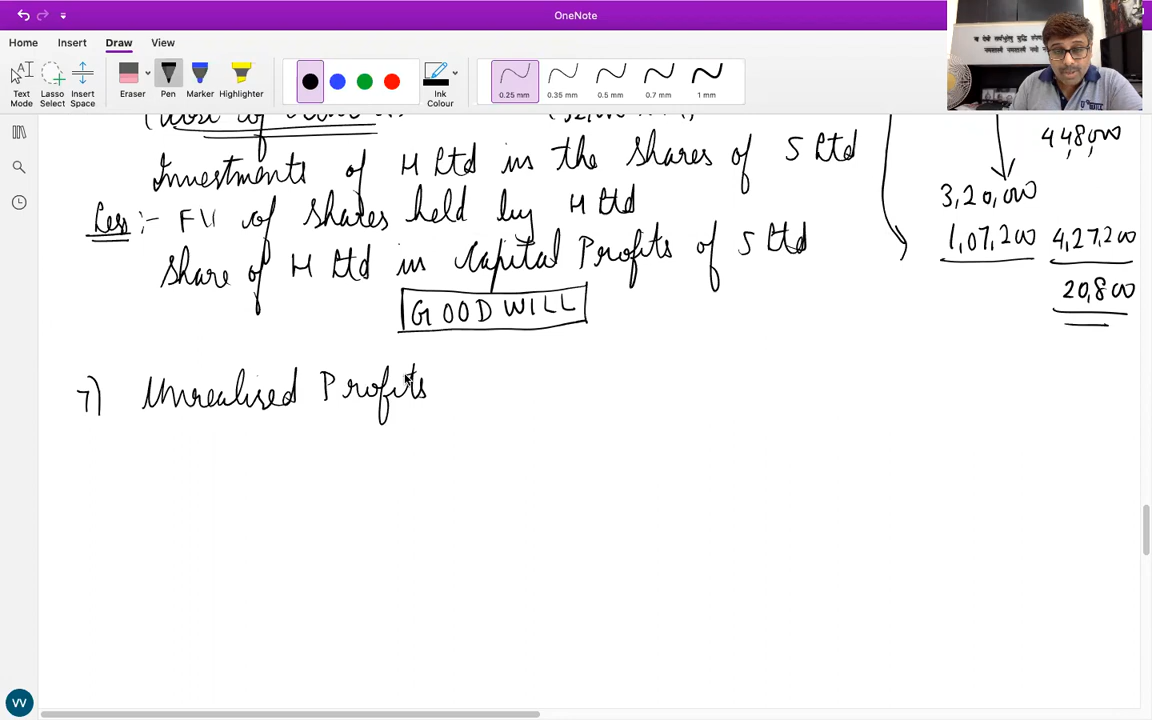 OneNote
Home Insert Draw View
Text Mode
Lasso Select
Insert Space
Eraser
Pen
Marker
Highlighter
Ink Colour
0.25 mm 0.35 mm 0.5 mm 0.7 mm 1 mm
4,48,000
Investments of H Ltd in the shares of S Ltd
3,20,000
Less :- FV of shares held by H Ltd
1,07,200 4,27,200
Share of H Ltd in Capital Profits of S Ltd
20,800
GOODWILL
7) Unrealised Profits
VV